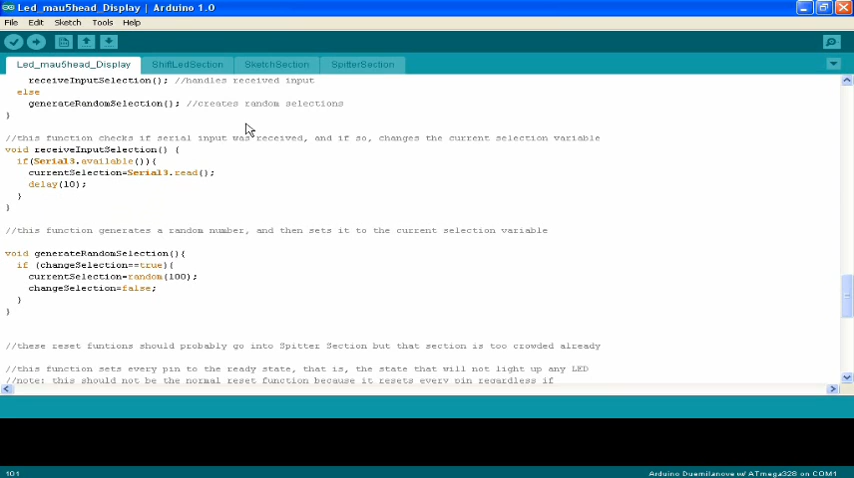 Led_mau5head_Display | Arduino 1.0
File Edit Sketch Tools Help
Led_mau5head_Display ShiftLedSection SketchSection SpitterSection
receiveInputSelection(); //handles received input
else
generateRandomSelection(); //creates random selections
}
//this function checks if serial input was received, and if so, changes the current selection variable
void receiveInputSelection() {
if(Serial3.available()){
currentSelection=Serial3.read();
delay(10);
}
}
//this function generates a random number, and then sets it to the current selection variable
void generateRandomSelection(){
if (changeSelection==true){
currentSelection=random(100);
changeSelection=false;
}
}
//these reset funtions should probably go into Spitter Section but that section is too crowded already
//this function sets every pin to the ready state, that is, the state that will not light up any LED
//note: this should not be the normal reset function because it resets every pin regardless if
101 Arduino Duemilanove w/ ATmega328 on COM1